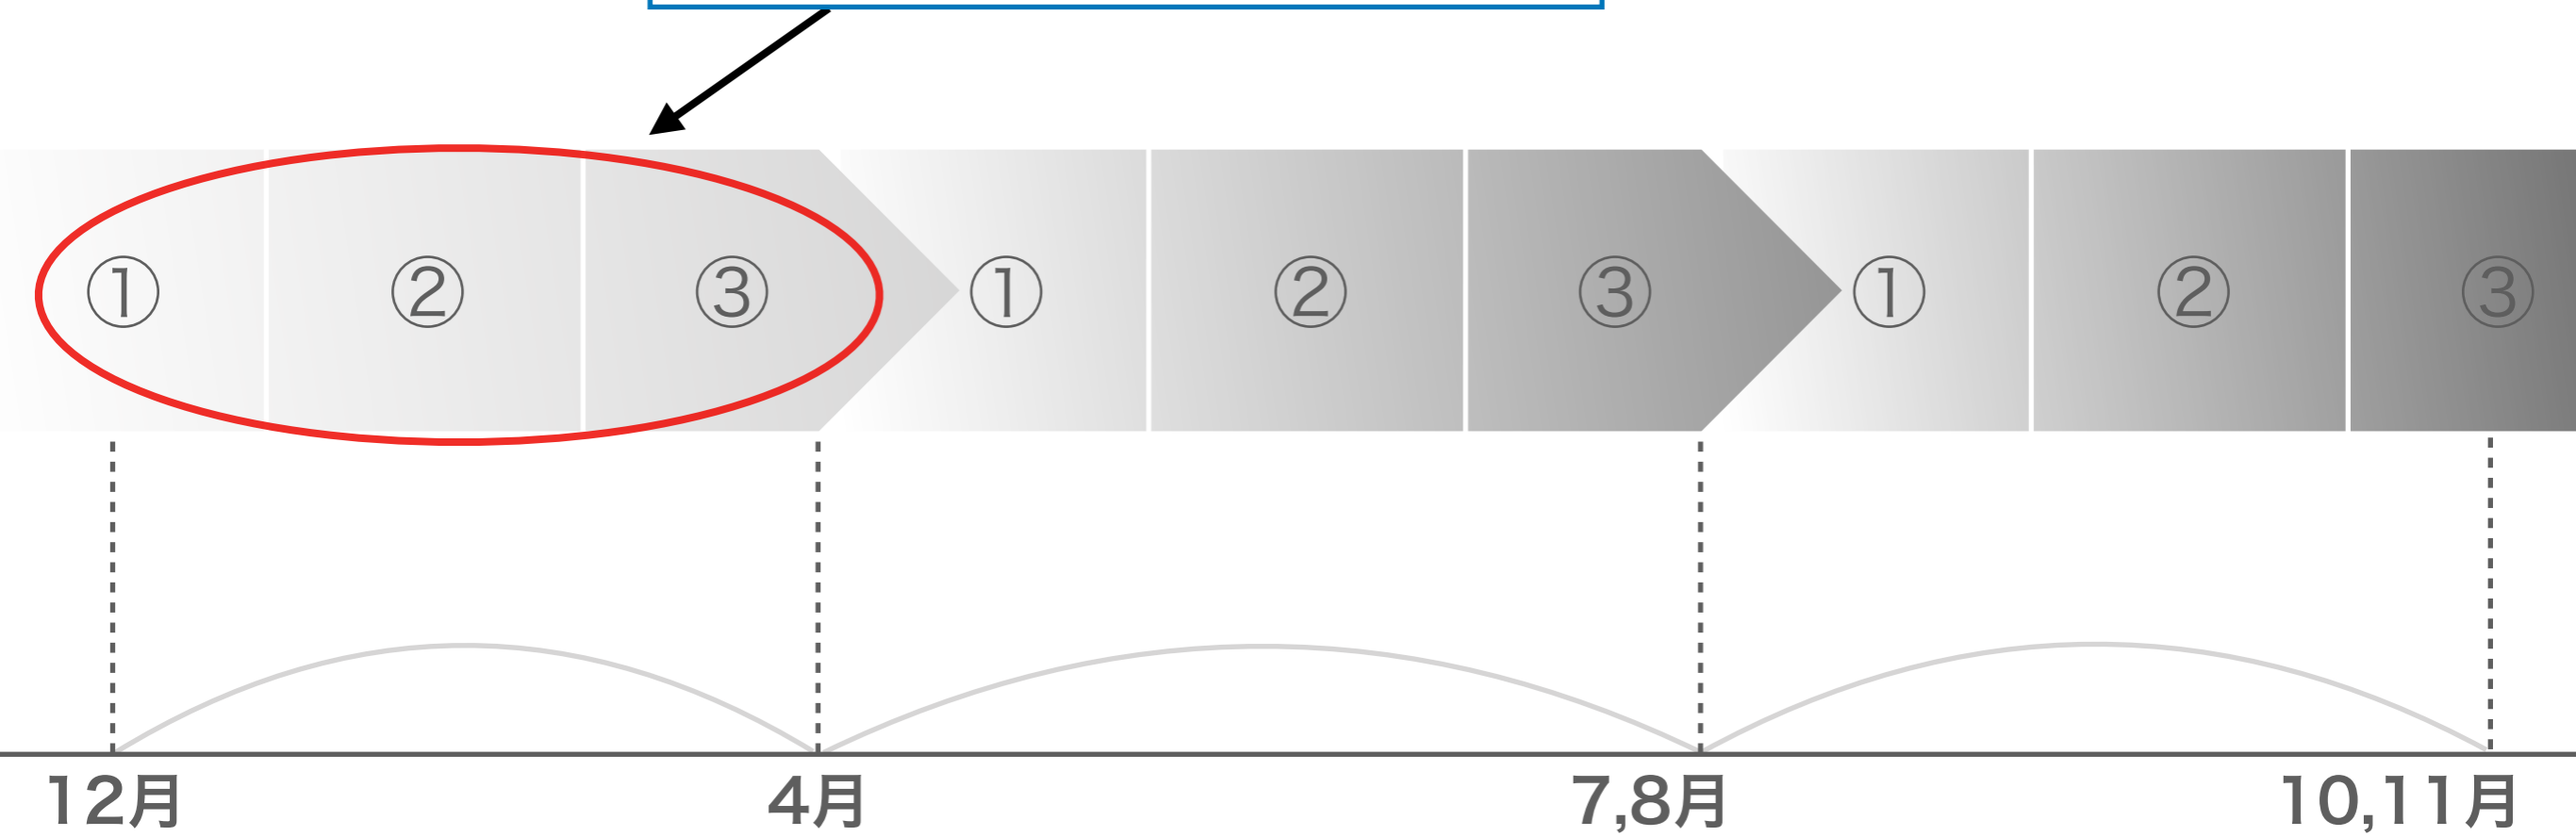 ① ② ③ ① ② ③ ① ② ③
12月 4月 7,8月 10,11月